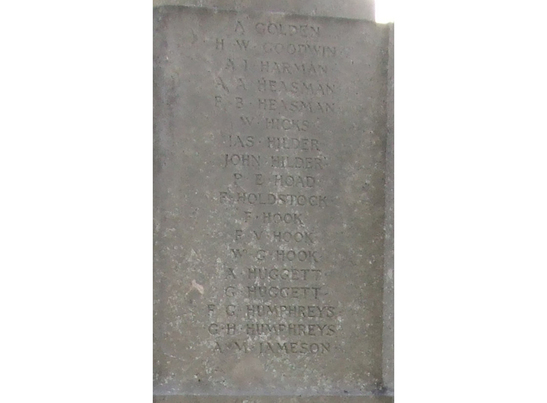 A GOLDEN
H · W · GOODWIN
A · J HARMAN
A · A HEASMAN
P · B · HEASMAN
W · HICKS
JAS · HILDER
JOHN · HILDER
P E HOAD
F · HOLDSTOCK
F · HOOK
F · V · HOOK
W · G · HOOK
A · HUGGETT
G · HUGGETT
F · G · HUMPHREYS
G · H · HUMPHREYS
A · M · JAMESON